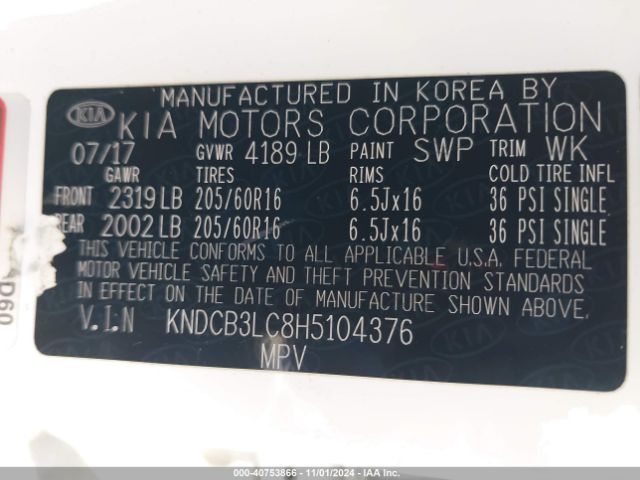 MANUFACTURED IN KOREA BY
KIA KIA MOTORS CORPORATION
07/17 GVWR 4189 LB PAINT SWP TRIM WK
GAWR TIRES RIMS COLD TIRE INFL
FRONT 2319 LB 205/60R16 6.5Jx16 36 PSI SINGLE
REAR 2002 LB 205/60R16 6.5Jx16 36 PSI SINGLE
THIS VEHICLE CONFORMS TO ALL APPLICABLE U.S.A. FEDERAL
MOTOR VEHICLE SAFETY AND THEFT PREVENTION STANDARDS
IN EFFECT ON THE DATE OF MANUFACTURE SHOWN ABOVE.
V.I.N KNDCB3LC8H5104376
MPV
D60
000-40753866 - 11/01/2024 - IAA, Inc.